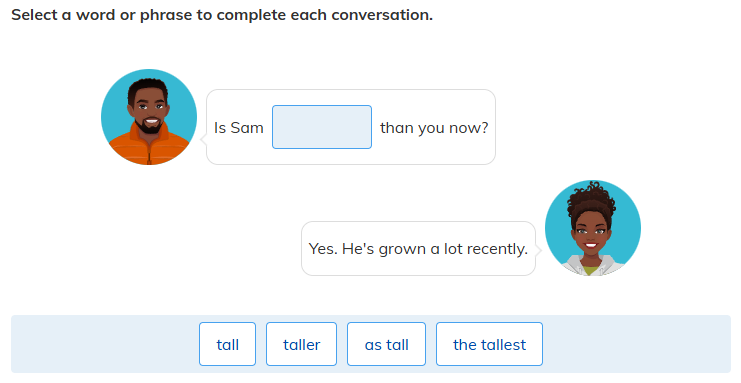 Select a word or phrase to complete each conversation.
Is Sam than you now?
Yes. He's grown a lot recently.
tall taller as tall the tallest